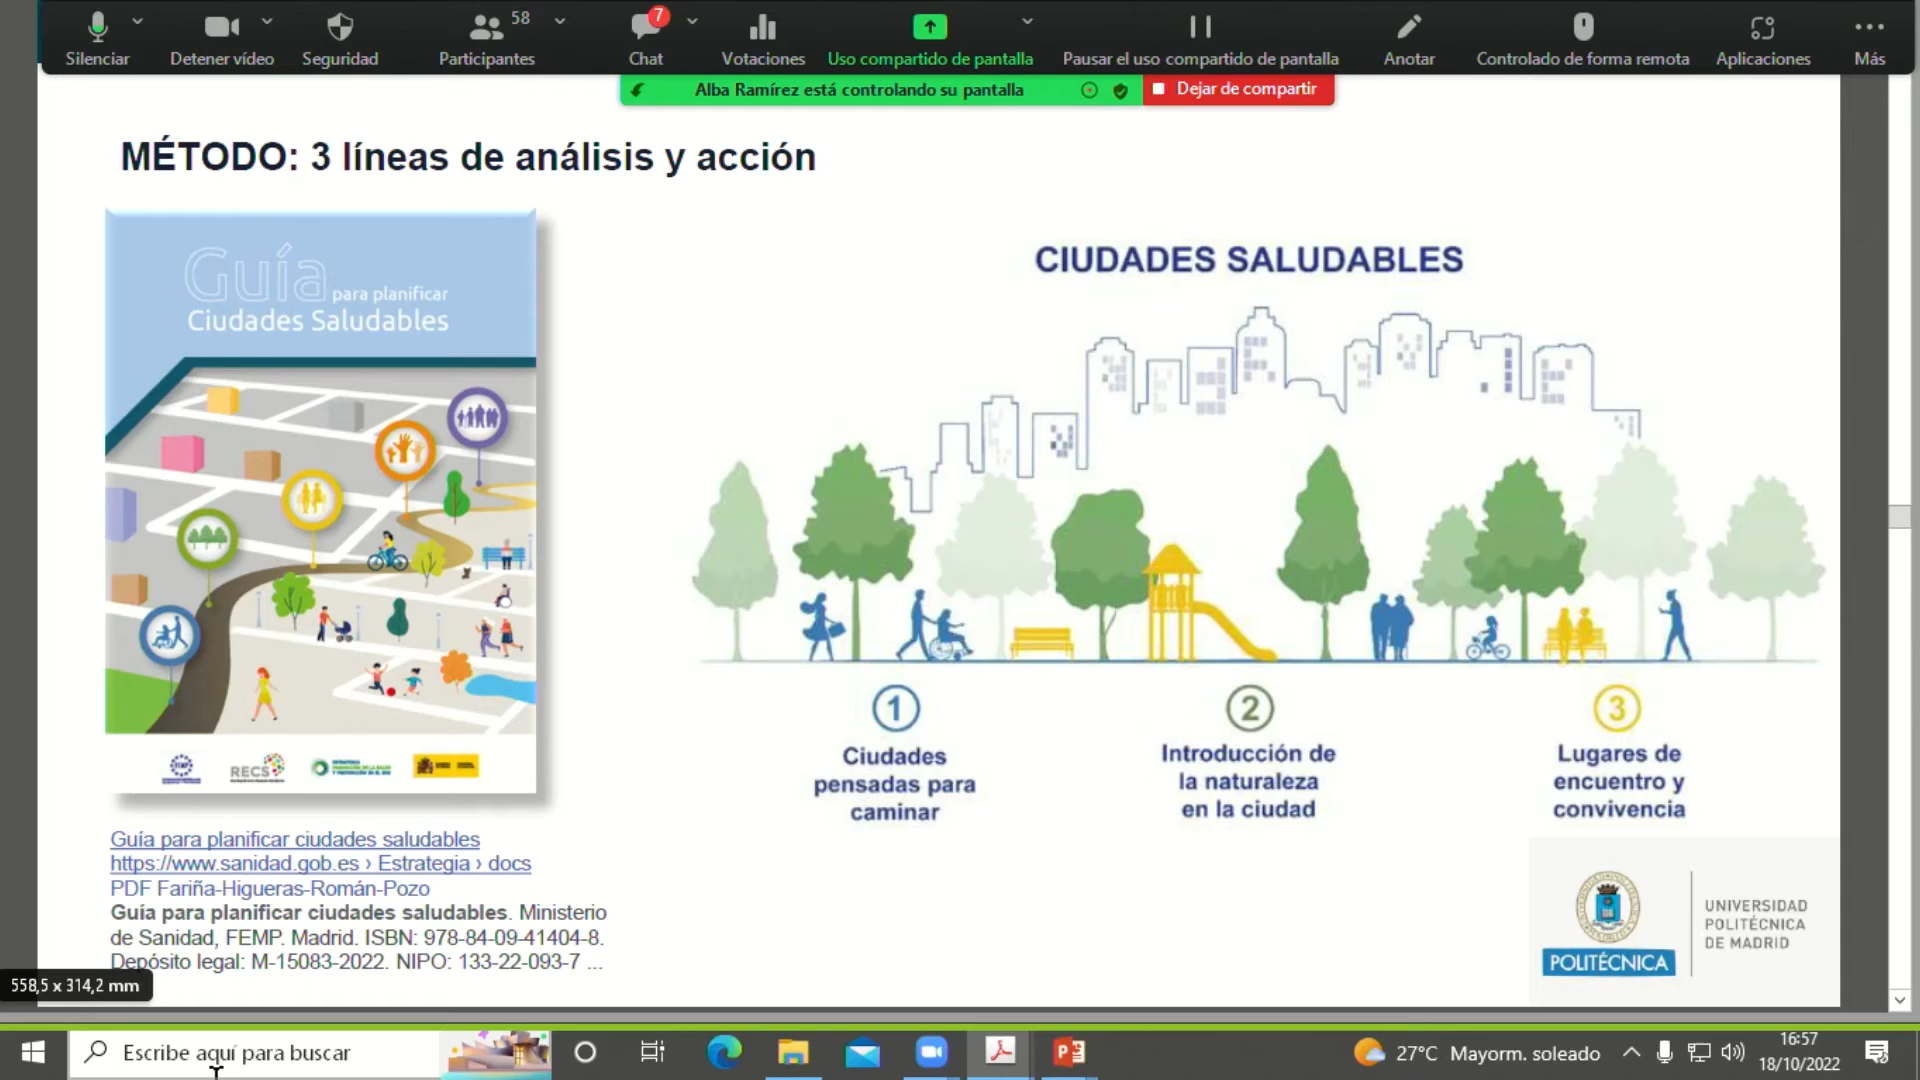 58
7
Silenciar
Detener vídeo
Seguridad
Participantes
Chat
Votaciones
Uso compartido de pantalla
Pausar el uso compartido de pantalla
Anotar
Controlado de forma remota
Aplicaciones
Más
Alba Ramírez está controlando su pantalla
Dejar de compartir
MÉTODO: 3 líneas de análisis y acción
Guía para planificar
Ciudades Saludables
RECS
CIUDADES SALUDABLES
1
Ciudades
pensadas para
caminar
2
Introducción de
la naturaleza
en la ciudad
3
Lugares de
encuentro y
convivencia
Guía para planificar ciudades saludables
https://www.sanidad.gob.es › Estrategia › docs
PDF Fariña-Higueras-Román-Pozo
Guía para planificar ciudades saludables. Ministerio
de Sanidad, FEMP. Madrid. ISBN: 978-84-09-41404-8.
Depósito legal: M-15083-2022. NIPO: 133-22-093-7 ...
POLITÉCNICA
UNIVERSIDAD
POLITÉCNICA
DE MADRID
558,5 x 314,2 mm
Escribe aquí para buscar
27°C Mayorm. soleado
16:57
18/10/2022